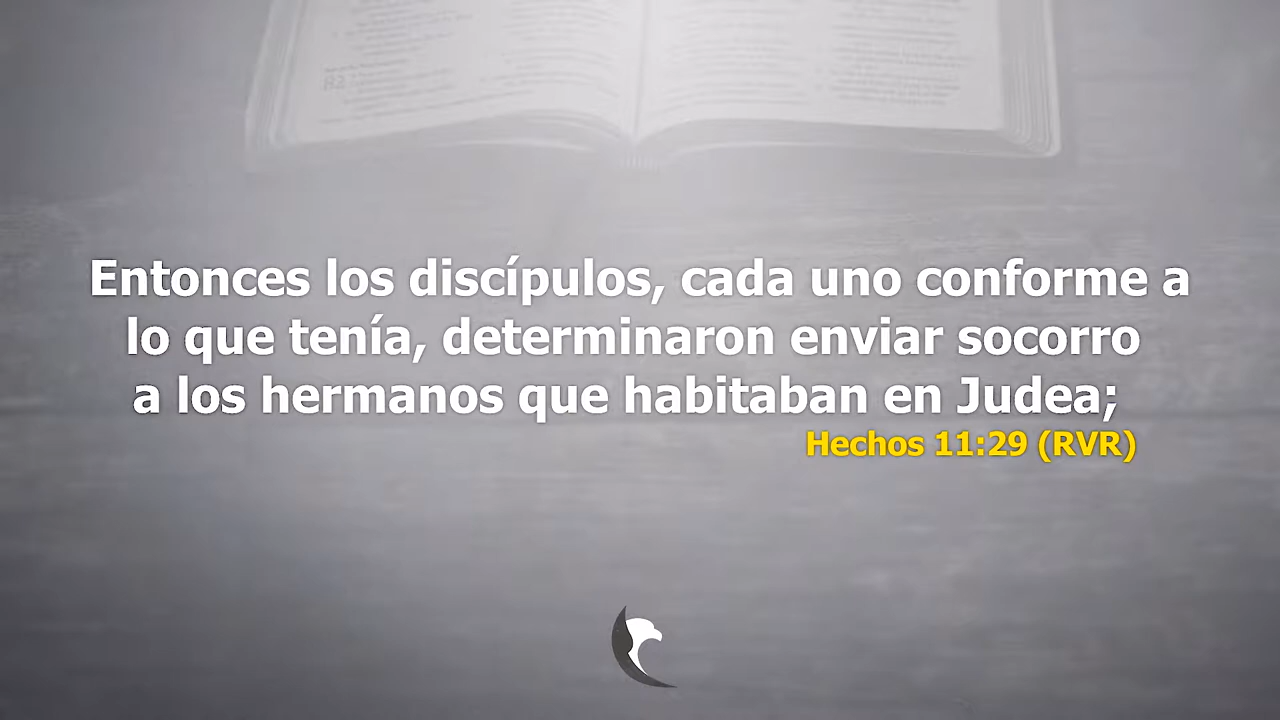 Entonces los discípulos, cada uno conforme a
lo que tenía, determinaron enviar socorro
a los hermanos que habitaban en Judea;
Hechos 11:29 (RVR)